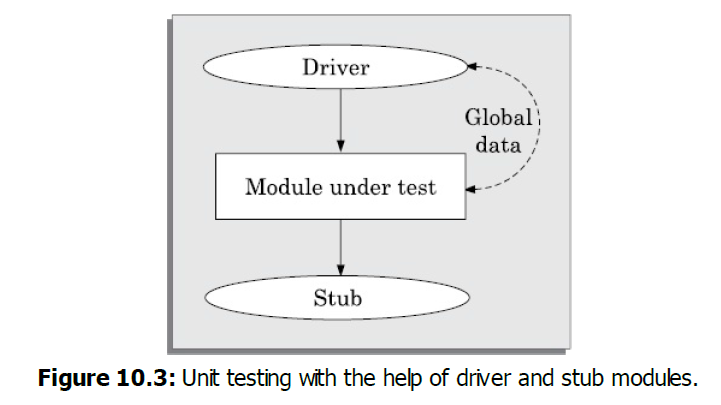 Driver
Global
data
Module under test
Stub
Figure 10.3: Unit testing with the help of driver and stub modules.